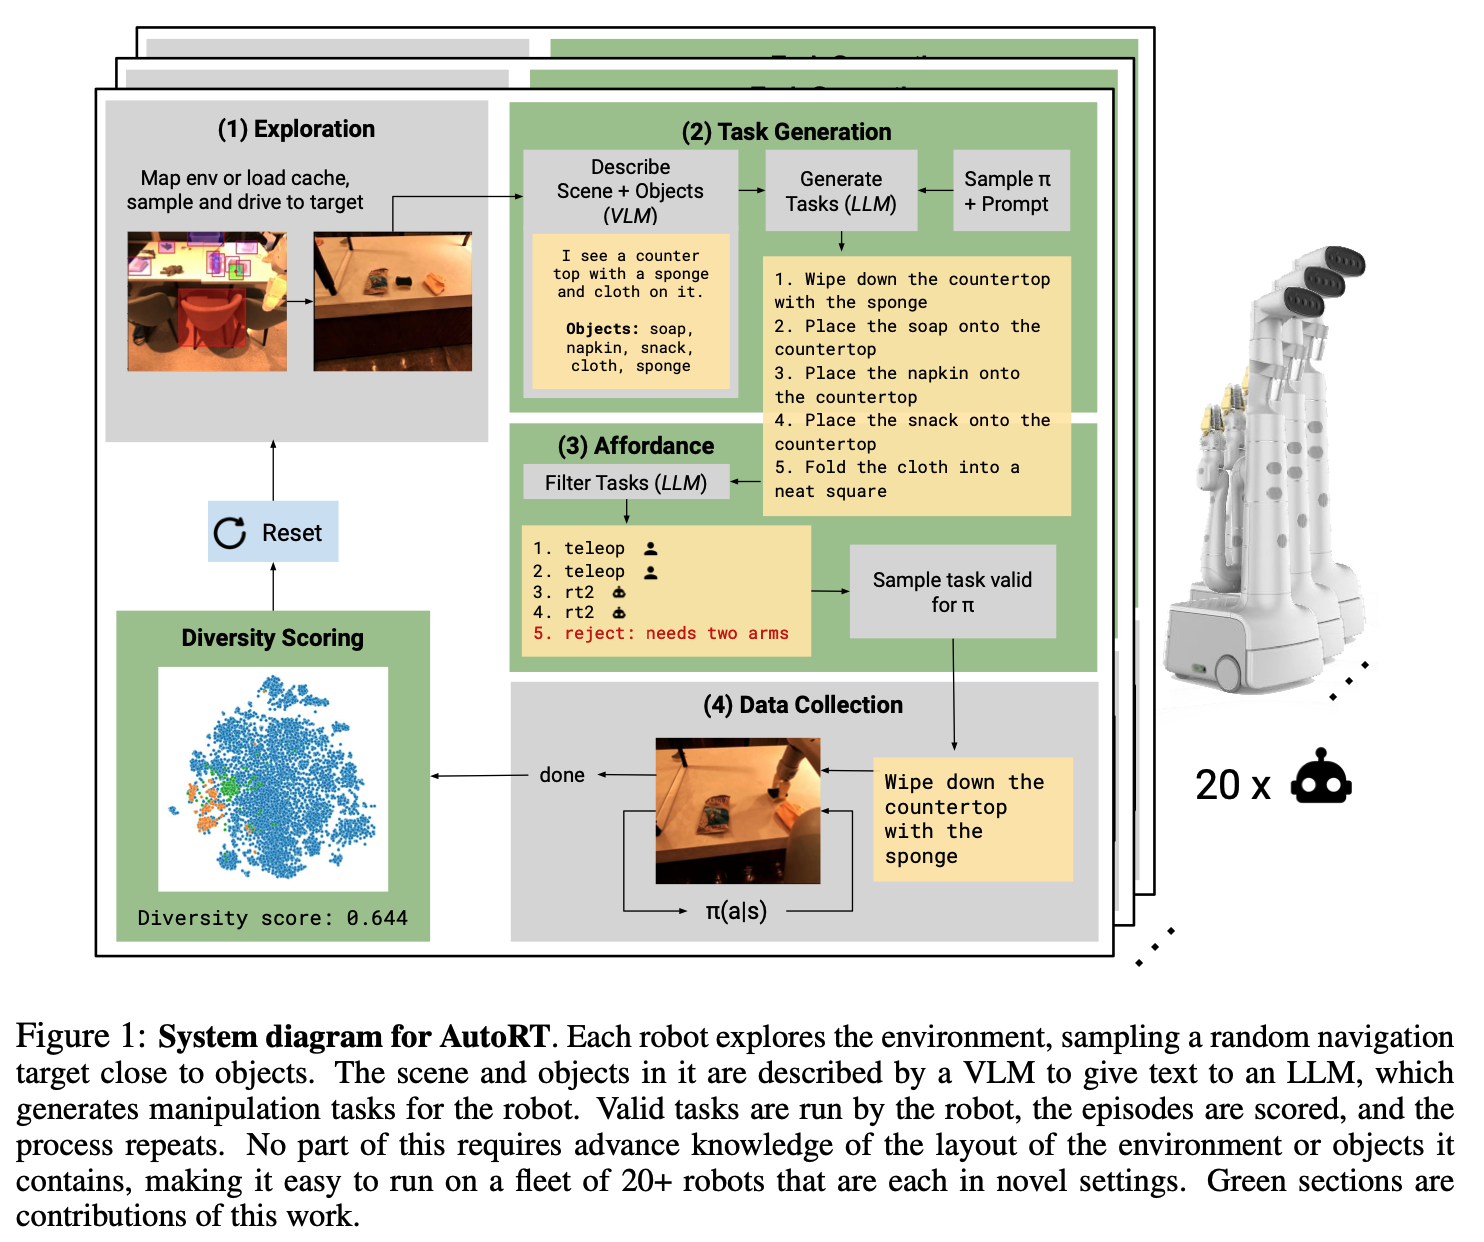 (1) Exploration
Map env or load cache,
sample and drive to target
(2) Task Generation
Describe
Scene + Objects
(VLM)
I see a counter
top with a sponge
and cloth on it.
Objects: soap,
napkin, snack,
cloth, sponge
Generate
Tasks (LLM)
Sample π
+ Prompt
1. Wipe down the countertop
with the sponge
2. Place the soap onto the
countertop
3. Place the napkin onto
the countertop
4. Place the snack onto the
countertop
5. Fold the cloth into a
neat square
(3) Affordance
Filter Tasks (LLM)
1. teleop
2. teleop
3. rt2
4. rt2
5. reject: needs two arms
Sample task valid
for π
(4) Data Collection
Wipe down the
countertop
with the
sponge
π(a|s)
done
Diversity Scoring
Diversity score: 0.644
Reset
20 x
Figure 1: System diagram for AutoRT. Each robot explores the environment, sampling a random navigation
target close to objects. The scene and objects in it are described by a VLM to give text to an LLM, which
generates manipulation tasks for the robot. Valid tasks are run by the robot, the episodes are scored, and the
process repeats. No part of this requires advance knowledge of the layout of the environment or objects it
contains, making it easy to run on a fleet of 20+ robots that are each in novel settings. Green sections are
contributions of this work.